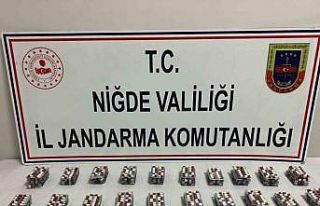 T.C.
NİĞDE VALİLİĞİ
İL JANDARMA KOMUTANLIĞI